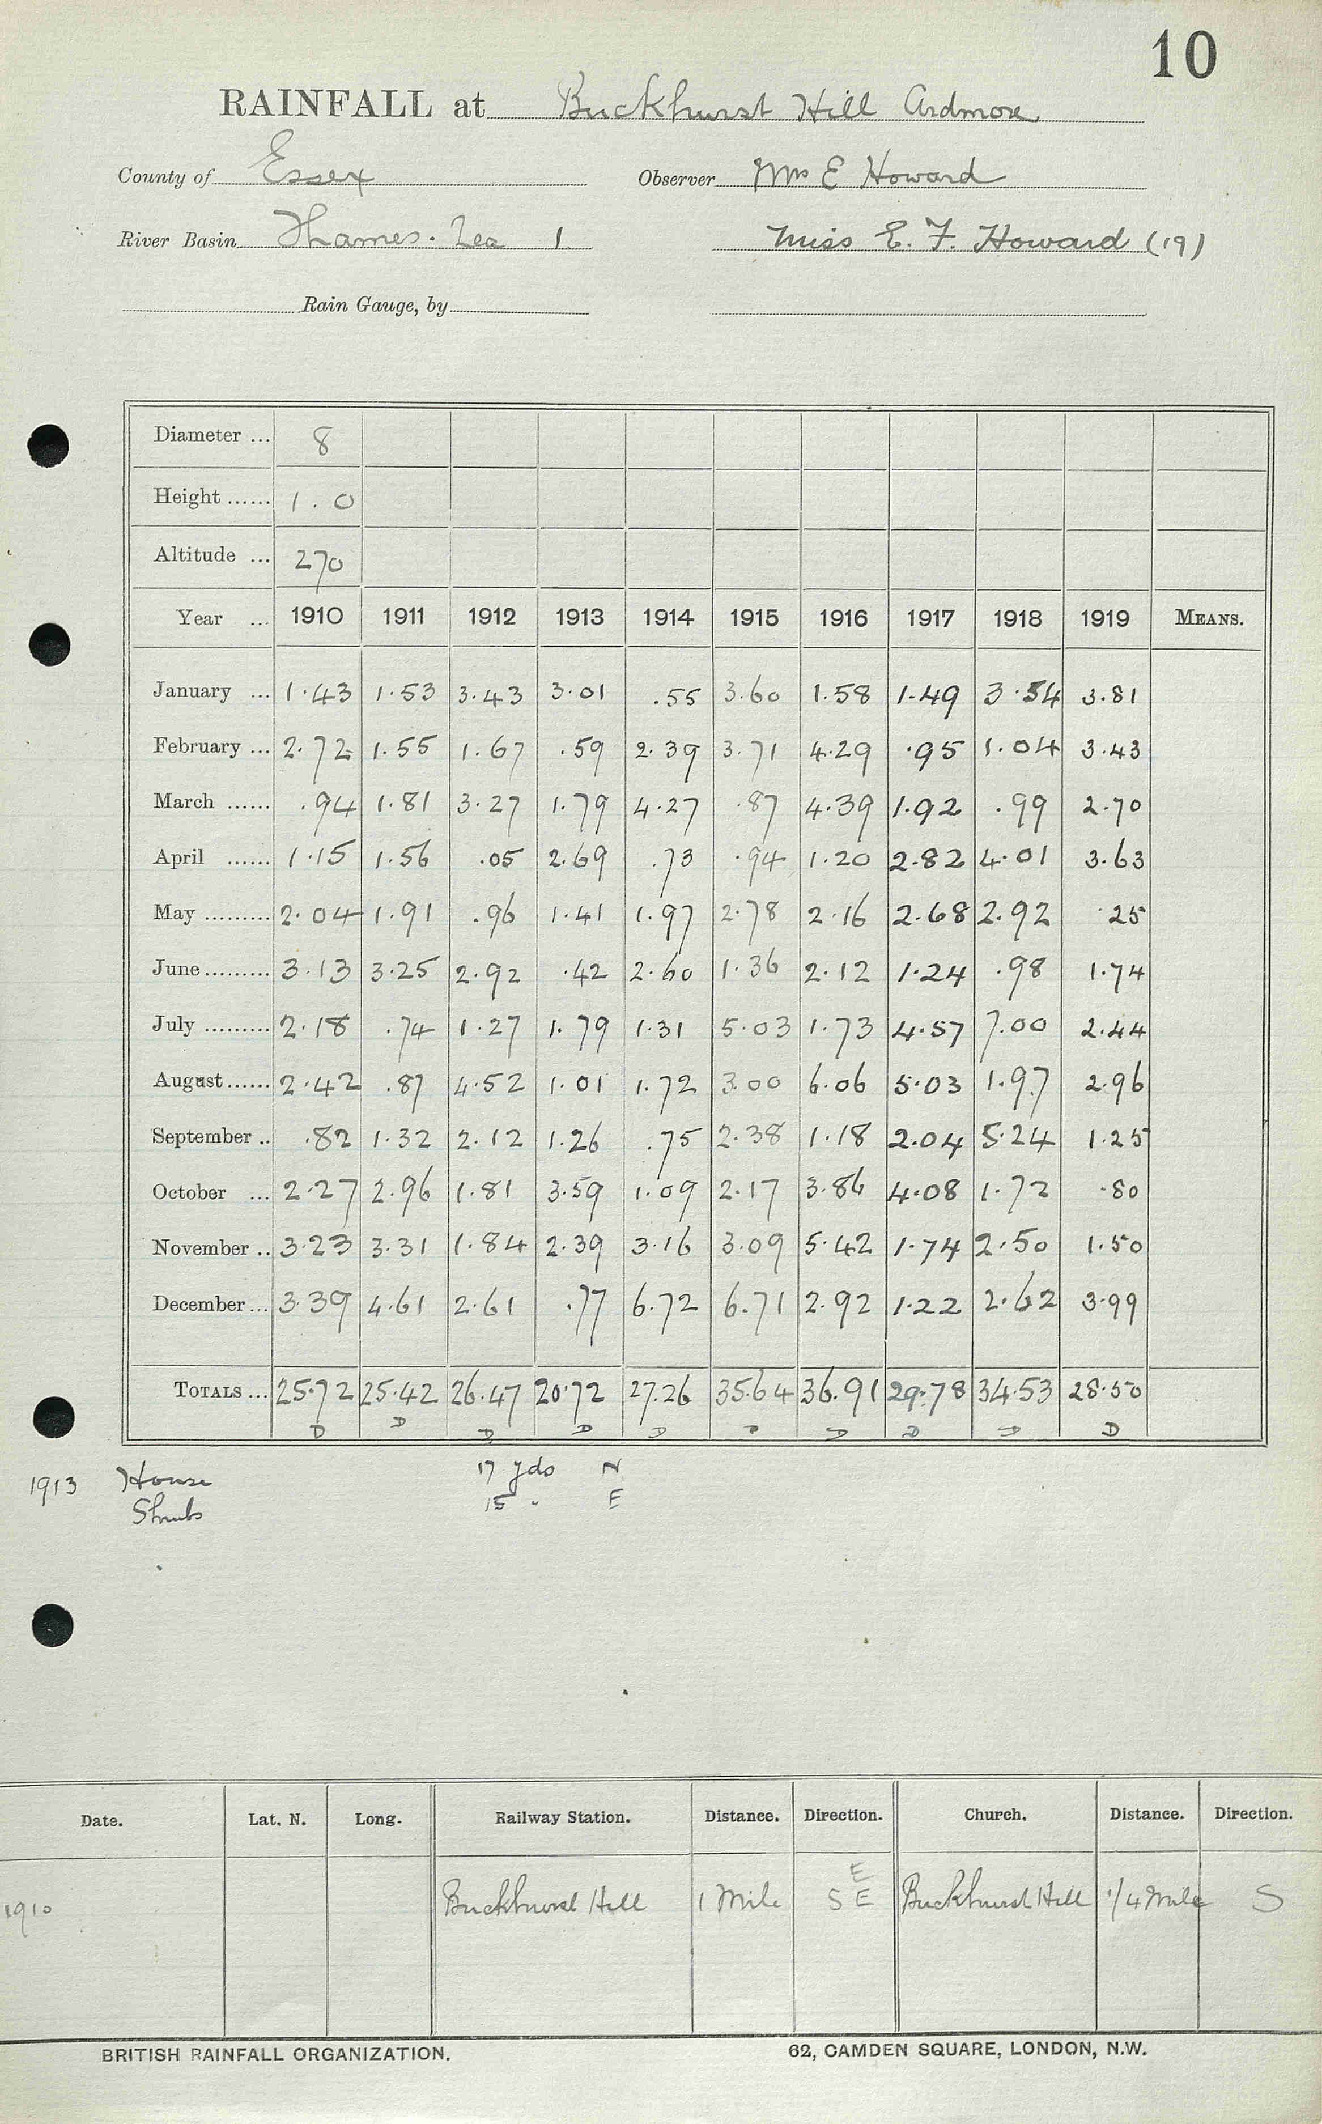 10
RAINFALL at Buckhurst Hill Ardmore
County of Essex Observer Mrs E Howard
River Basin Thames. Lea 1 Miss E. F. Howard (19)
Rain Gauge, by
Diameter ... 8
Height ...... 1.0
Altitude ... 270
Year ... 1910 1911 1912 1913 1914 1915 1916 1917 1918 1919 MEANS.
January ... 1.43 1.53 3.43 3.01 .55 3.60 1.58 1.49 3.54 3.81
February ... 2.72 1.55 1.67 .59 2.39 3.71 4.29 .95 1.04 3.43
March ...... .94 1.81 3.27 1.79 4.27 .87 4.39 1.92 .99 2.70
April ...... 1.15 1.56 .05 2.69 .73 .94 1.20 2.82 4.01 3.63
May ......... 2.04 1.91 .96 1.41 1.97 2.78 2.16 2.68 2.92 .25
June ......... 3.13 3.25 2.92 .42 2.60 1.36 2.12 1.24 .98 1.74
July ......... 2.18 .74 1.27 1.79 1.31 5.03 1.73 4.57 7.00 2.44
August ...... 2.42 .87 4.52 1.01 1.72 3.00 6.06 5.03 1.97 2.96
September .. .82 1.32 2.12 1.26 .75 2.38 1.18 2.04 5.24 1.25
October ... 2.27 2.96 1.81 3.59 1.09 2.17 3.86 4.08 1.72 .80
November .. 3.23 3.31 1.84 2.39 3.16 3.09 5.42 1.74 2.50 1.50
December ... 3.39 4.61 2.61 .77 6.72 6.71 2.92 1.22 2.62 3.99
TOTALS ... 25.72 25.42 26.47 20.72 27.26 35.64 36.91 29.78 34.53 28.50
D D D D D D D D D D
1913 House 17 yds N
Shrubs 15 " E
Date. Lat. N. Long. Railway Station. Distance. Direction. Church. Distance. Direction.
E
1910 Buckhurst Hill 1 Mile S E Buckhurst Hill 1/4 Mile S
BRITISH RAINFALL ORGANIZATION. 62, CAMDEN SQUARE, LONDON, N.W.